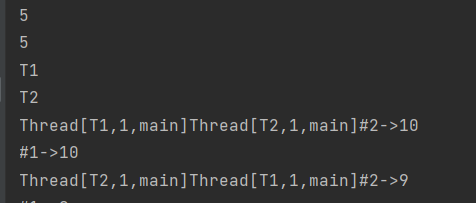 5
5
T1
T2
Thread[T1,1,main]Thread[T2,1,main]#2->10
#1->10
Thread[T2,1,main]Thread[T1,1,main]#2->9